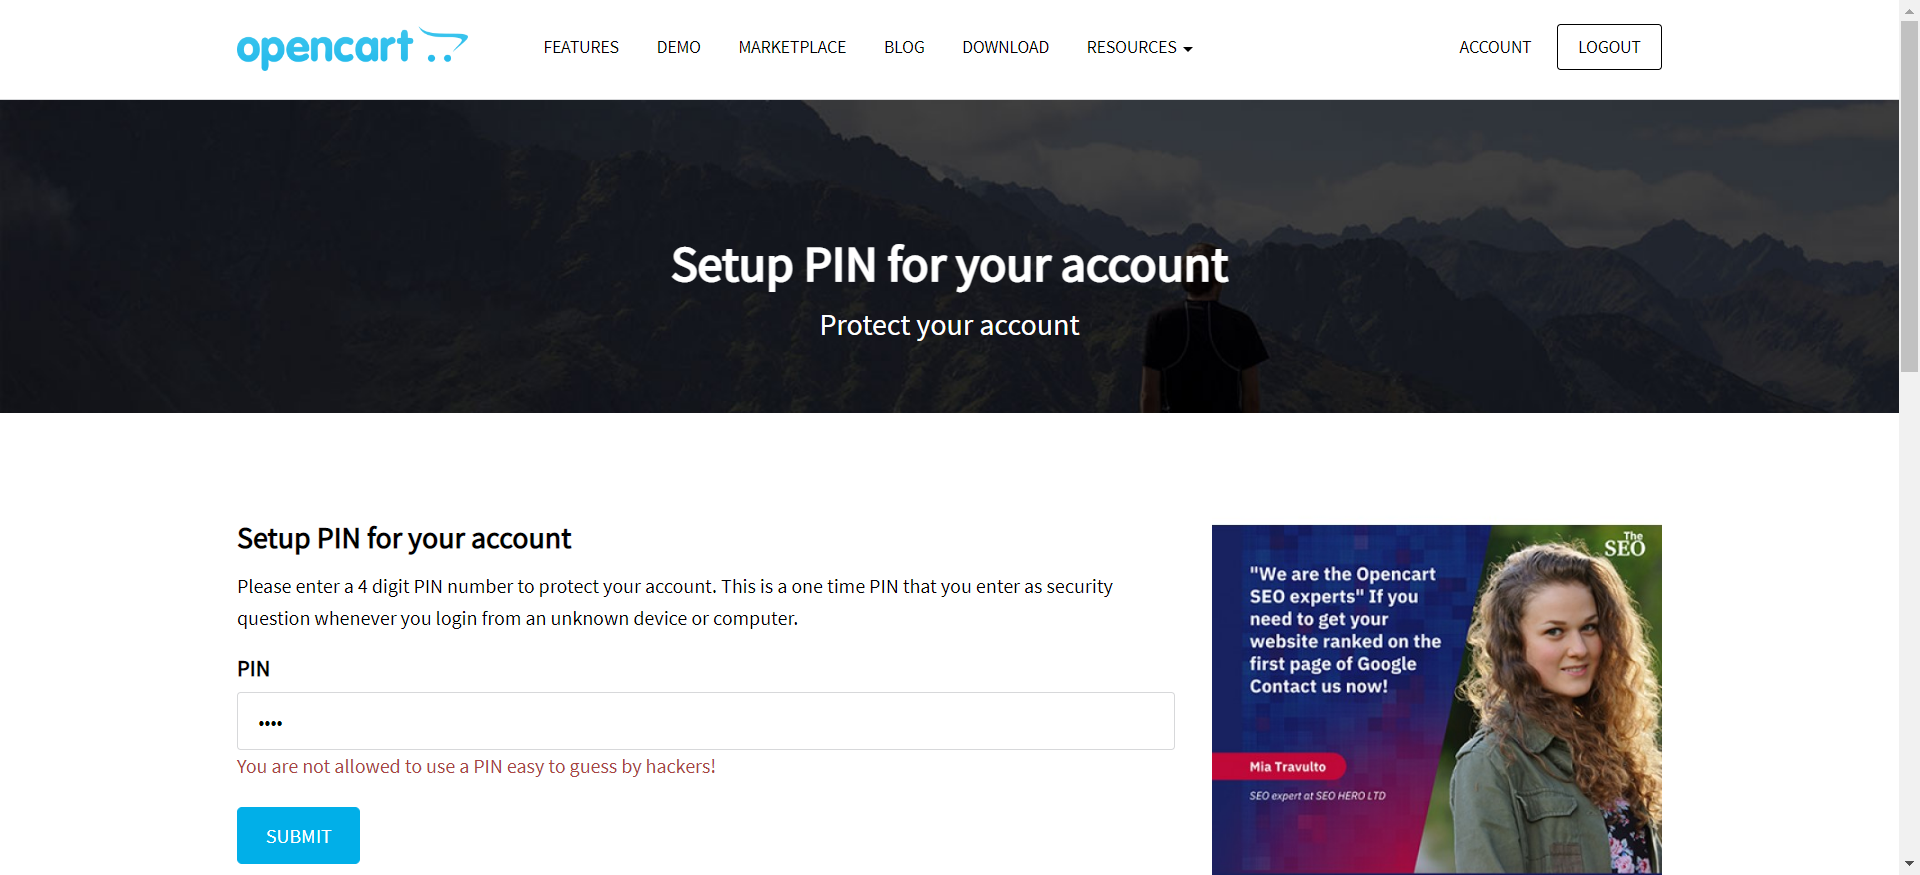 opencart
FEATURES DEMO MARKETPLACE BLOG DOWNLOAD RESOURCES ACCOUNT LOGOUT
Setup PIN for your account
Protect your account
Setup PIN for your account
Please enter a 4 digit PIN number to protect your account. This is a one time PIN that you enter as security
question whenever you login from an unknown device or computer.
PIN
••••
You are not allowed to use a PIN easy to guess by hackers!
SUBMIT
The
SEO
"We are the Opencart
SEO experts" If you
need to get your
website ranked on the
first page of Google
Contact us now!
Mia Travulto
SEO expert at SEO HERO LTD